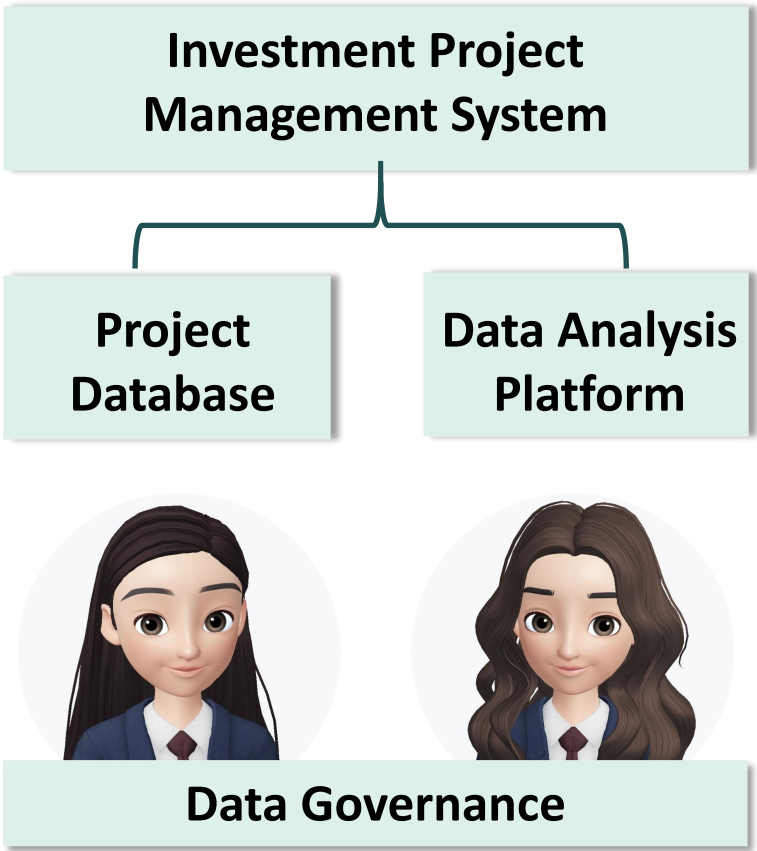 Investment Project
Management System
Project
Database
Data Analysis
Platform
Data Governance